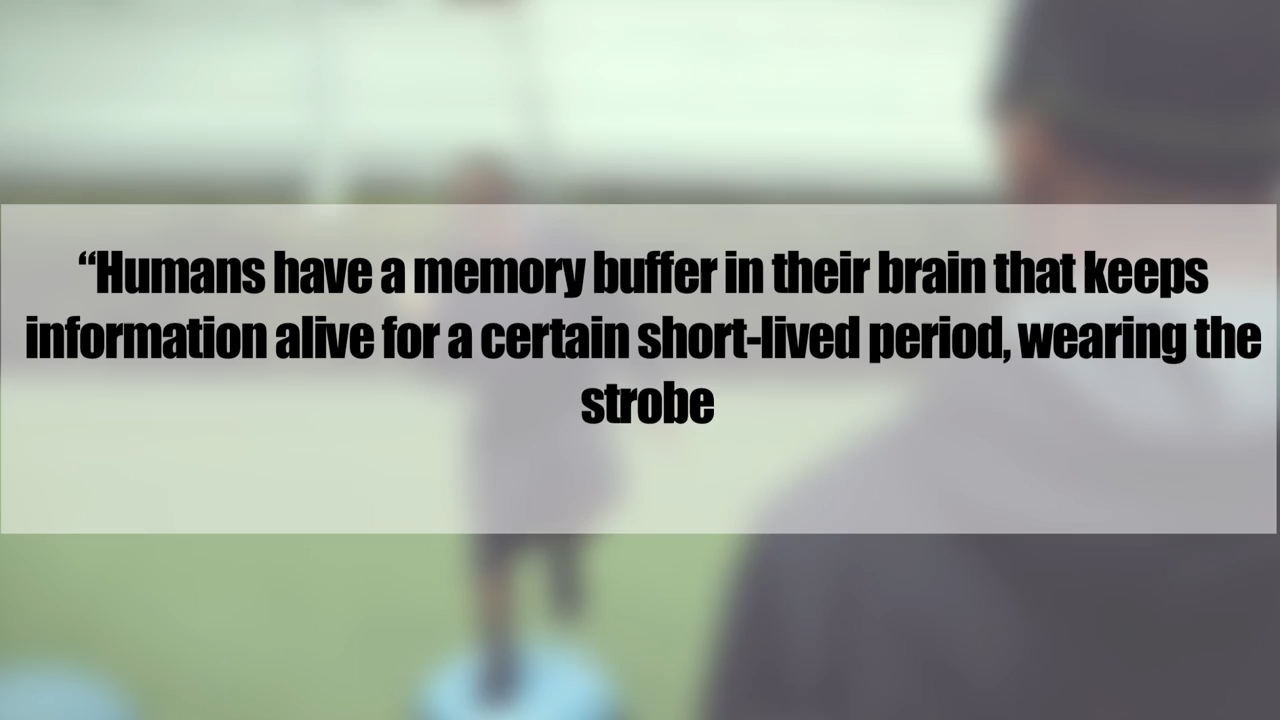 “Humans have a memory buffer in their brain that keeps
information alive for a certain short-lived period, wearing the
strobe